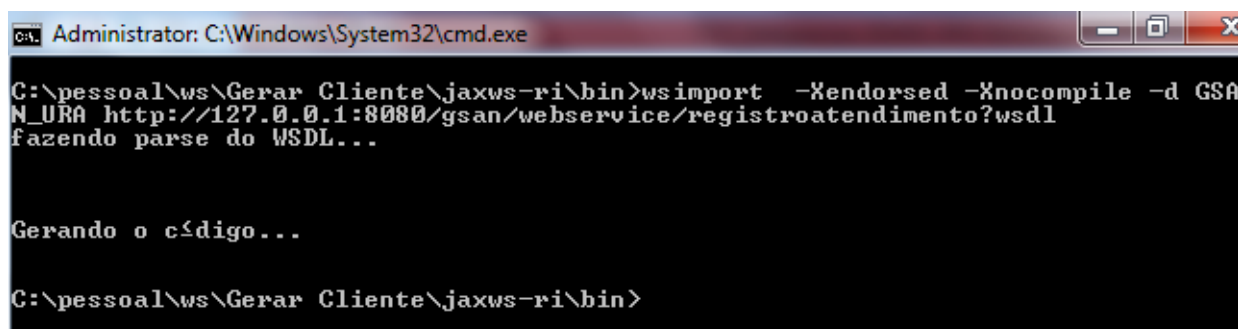 Administrator: C:\Windows\System32\cmd.exe
C:\pessoal\ws\Gerar Cliente\jaxws-ri\bin>wsimport  -Xendorsed -Xnocompile -d GSA
N_URA http://127.0.0.1:8080/gsan/webservice/registroatendimento?wsdl
fazendo parse do WSDL...
Gerando o c≤digo...
C:\pessoal\ws\Gerar Cliente\jaxws-ri\bin>